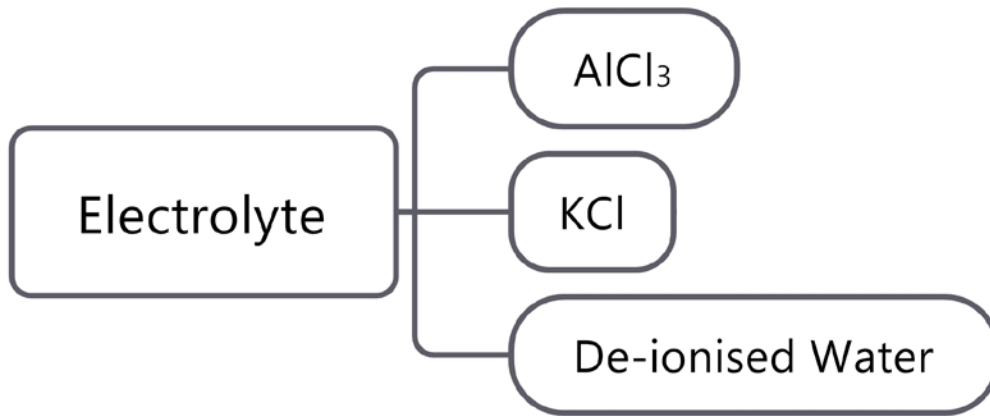 Electrolyte
AlCl₃
KCl
De-ionised Water